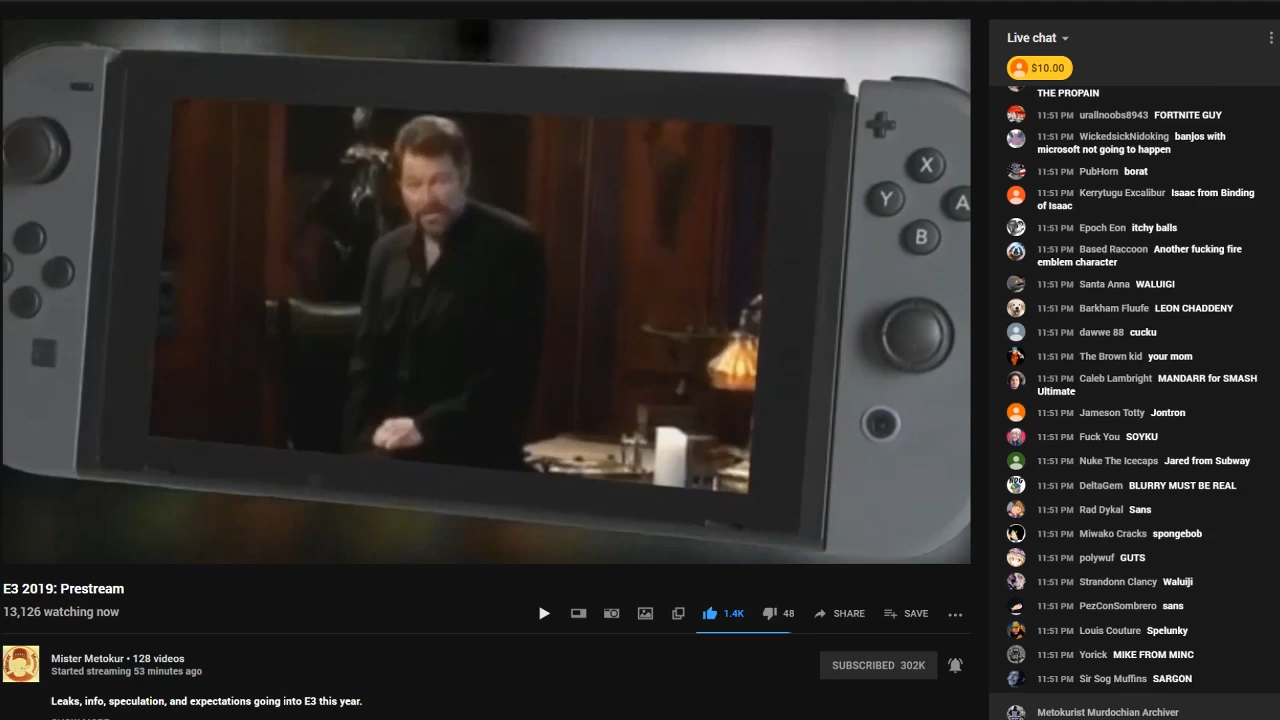 X
Y
A
B
E3 2019: Prestream
13,126 watching now
1.4K
48
SHARE
SAVE
Mister Metokur • 128 videos
Started streaming 53 minutes ago
SUBSCRIBED 302K
Leaks, info, speculation, and expectations going into E3 this year.
Live chat
$10.00
THE PROPAIN
11:51 PM urallnoobs8943 FORTNITE GUY
11:51 PM WickedsickNidoking banjos with
microsoft not going to happen
11:51 PM PubHorn borat
11:51 PM Kerrytugu Excalibur Isaac from Binding
of Isaac
11:51 PM Epoch Eon itchy balls
11:51 PM Based Raccoon Another fucking fire
emblem character
11:51 PM Santa Anna WALUIGI
11:51 PM Barkham Fluufe LEON CHADDENY
11:51 PM dawwe 88 cucku
11:51 PM The Brown kid your mom
11:51 PM Caleb Lambright MANDARR for SMASH
Ultimate
11:51 PM Jameson Totty Jontron
11:51 PM Fuck You SOYKU
11:51 PM Nuke The Icecaps Jared from Subway
11:51 PM DeltaGem BLURRY MUST BE REAL
11:51 PM Rad Dykal Sans
11:51 PM Miwako Cracks spongebob
11:51 PM polywuf GUTS
11:51 PM Strandonn Clancy Waluiji
11:51 PM PezConSombrero sans
11:51 PM Louis Couture Spelunky
11:51 PM Yorick MIKE FROM MINC
11:51 PM Sir Sog Muffins SARGON
Metokurist Murdochian Archiver